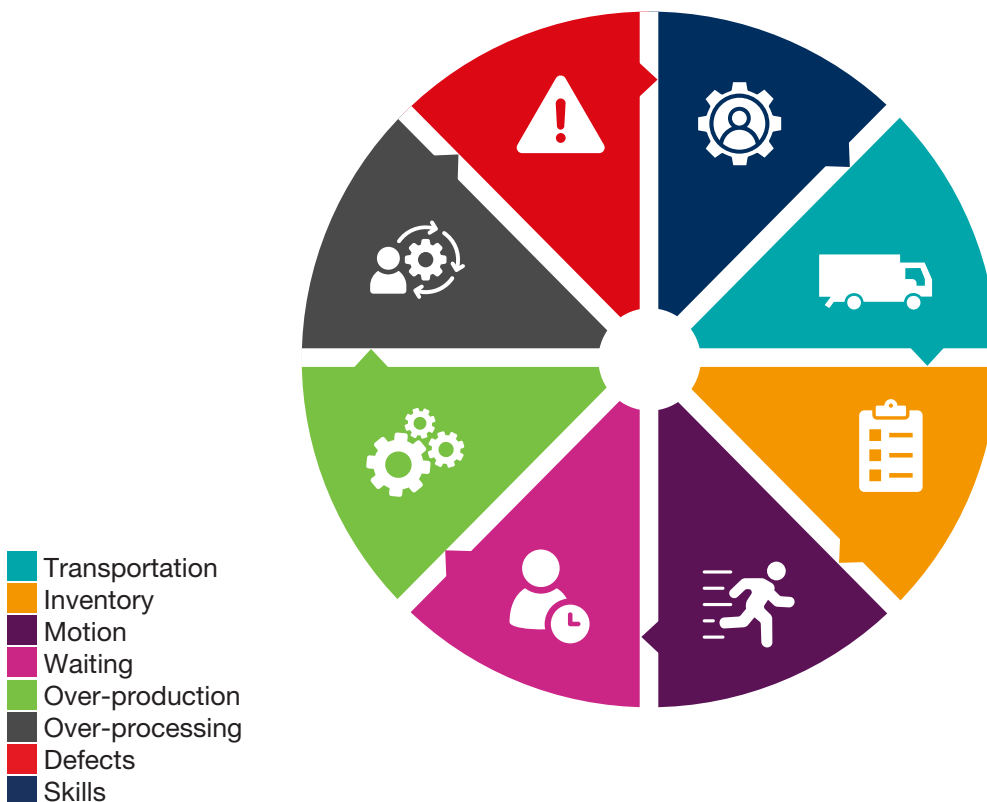 Transportation
Inventory
Motion
Waiting
Over-production
Over-processing
Defects
Skills